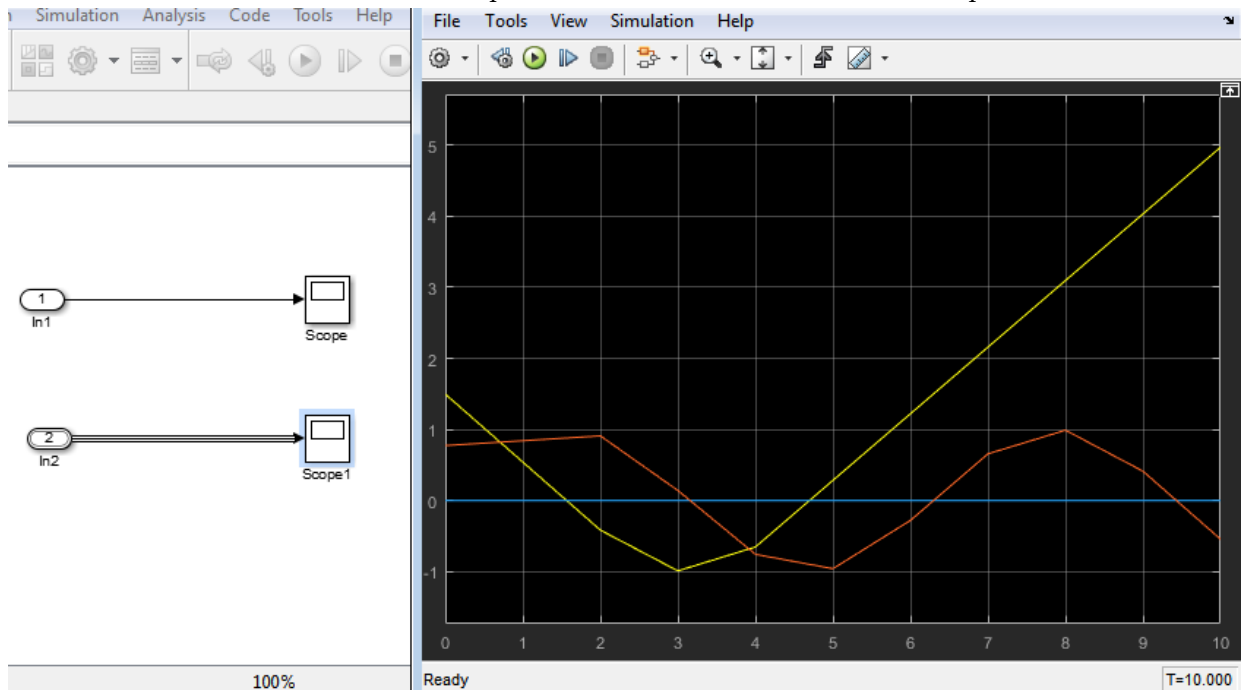 Simulation Analysis Code Tools Help
1
In1
Scope
2
In2
Scope1
100%
File Tools View Simulation Help
5
4
3
2
1
0
-1
0 1 2 3 4 5 6 7 8 9 10
Ready T=10.000